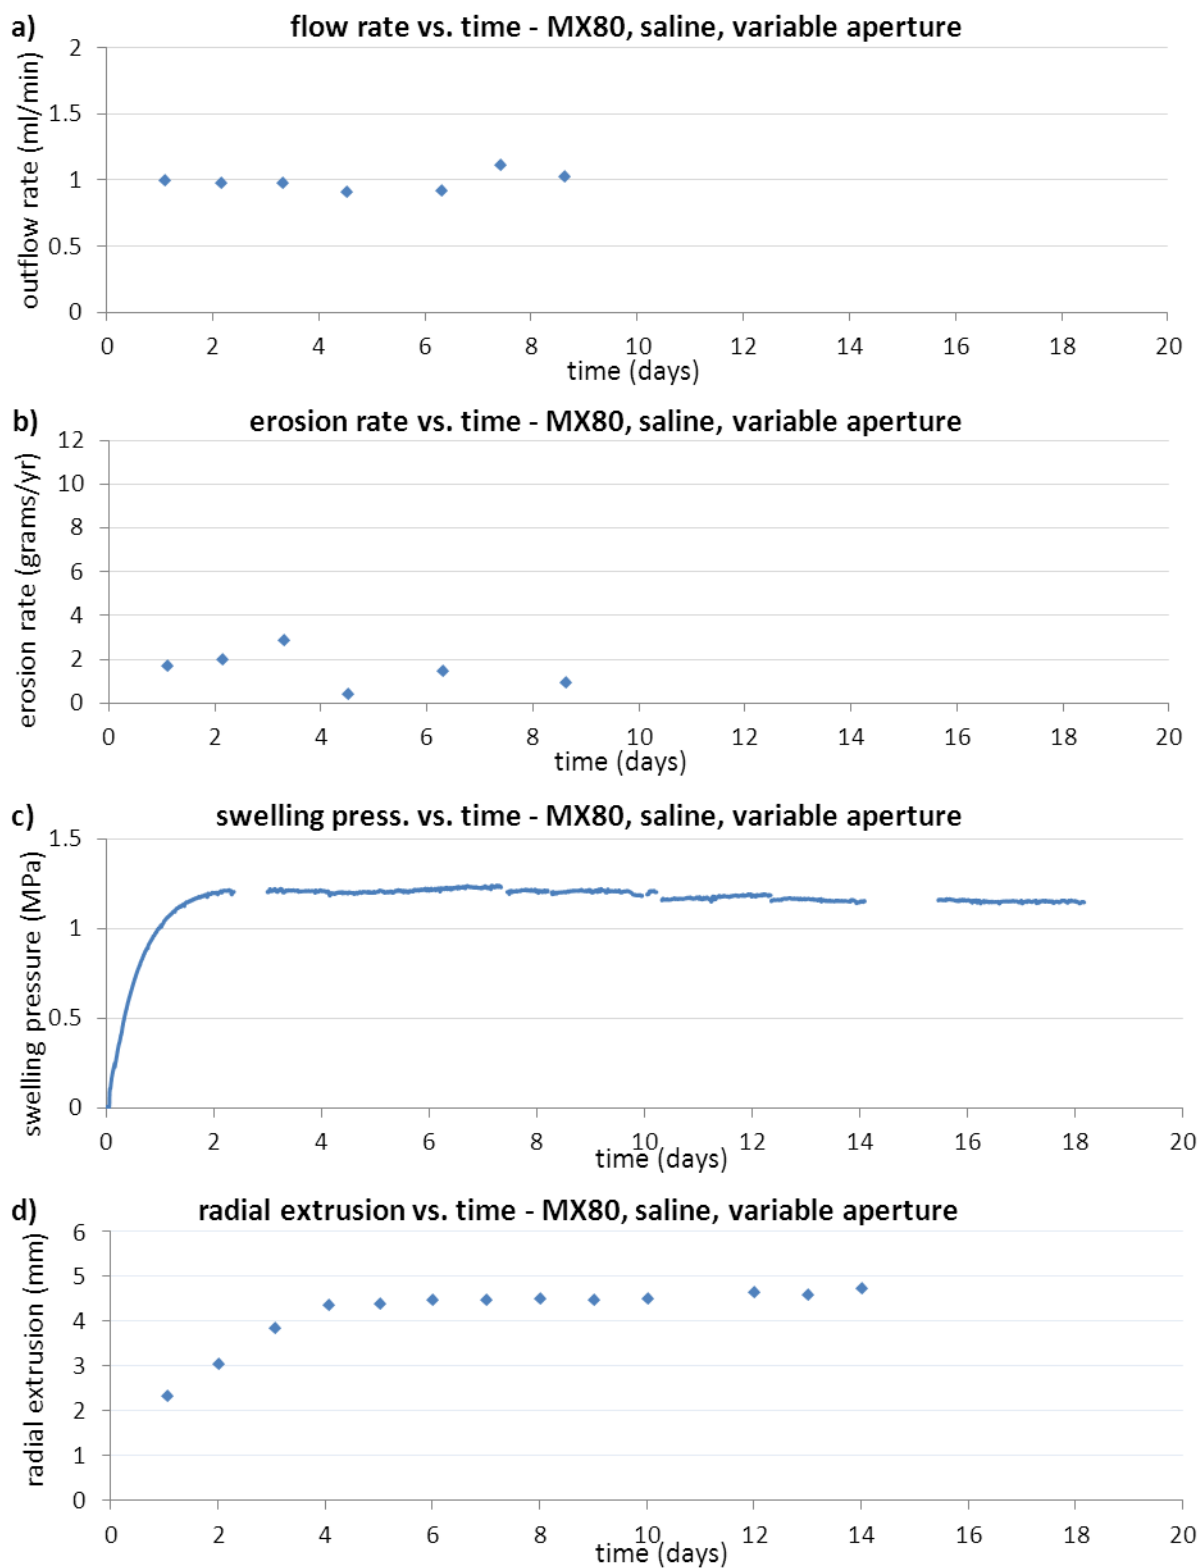 a) flow rate vs. time - MX80, saline, variable aperture
outflow rate (ml/min)
2
1.5
1
0.5
0
0 2 4 6 8 10 12 14 16 18 20
time (days)
b) erosion rate vs. time - MX80, saline, variable aperture
erosion rate (grams/yr)
12
10
8
6
4
2
0
0 2 4 6 8 10 12 14 16 18 20
time (days)
c) swelling press. vs. time - MX80, saline, variable aperture
swelling pressure (MPa)
1.5
1
0.5
0
0 2 4 6 8 10 12 14 16 18 20
time (days)
d) radial extrusion vs. time - MX80, saline, variable aperture
radial extrusion (mm)
6
5
4
3
2
1
0
0 2 4 6 8 10 12 14 16 18 20
time (days)